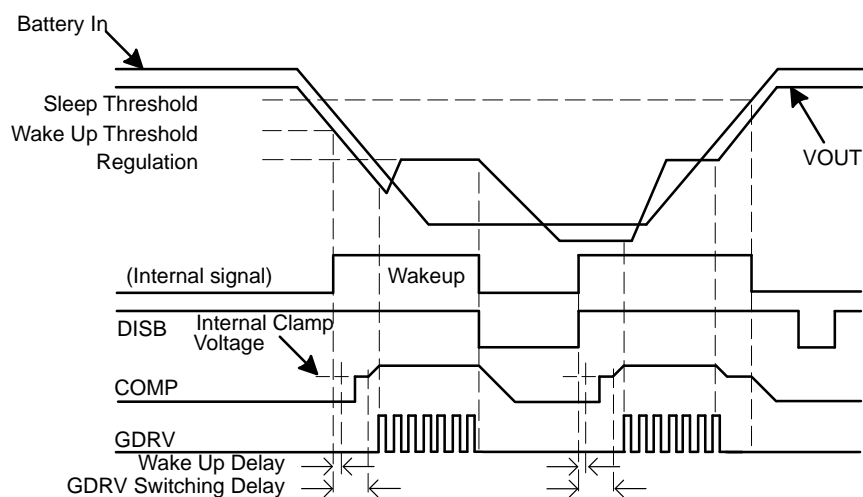 Battery In
Sleep Threshold
Wake Up Threshold
Regulation
VOUT
(Internal signal)
Wakeup
DISB
Internal Clamp
Voltage
COMP
GDRV
Wake Up Delay
GDRV Switching Delay